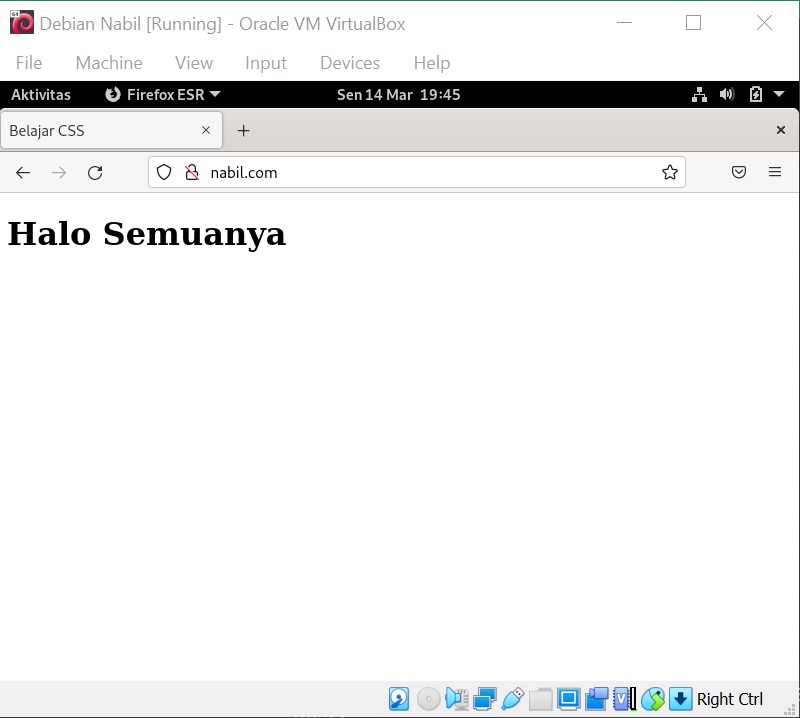 Debian Nabil [Running] - Oracle VM VirtualBox
File Machine View Input Devices Help
Aktivitas Firefox ESR Sen 14 Mar 19:45
Belajar CSS
nabil.com
Halo Semuanya
Right Ctrl